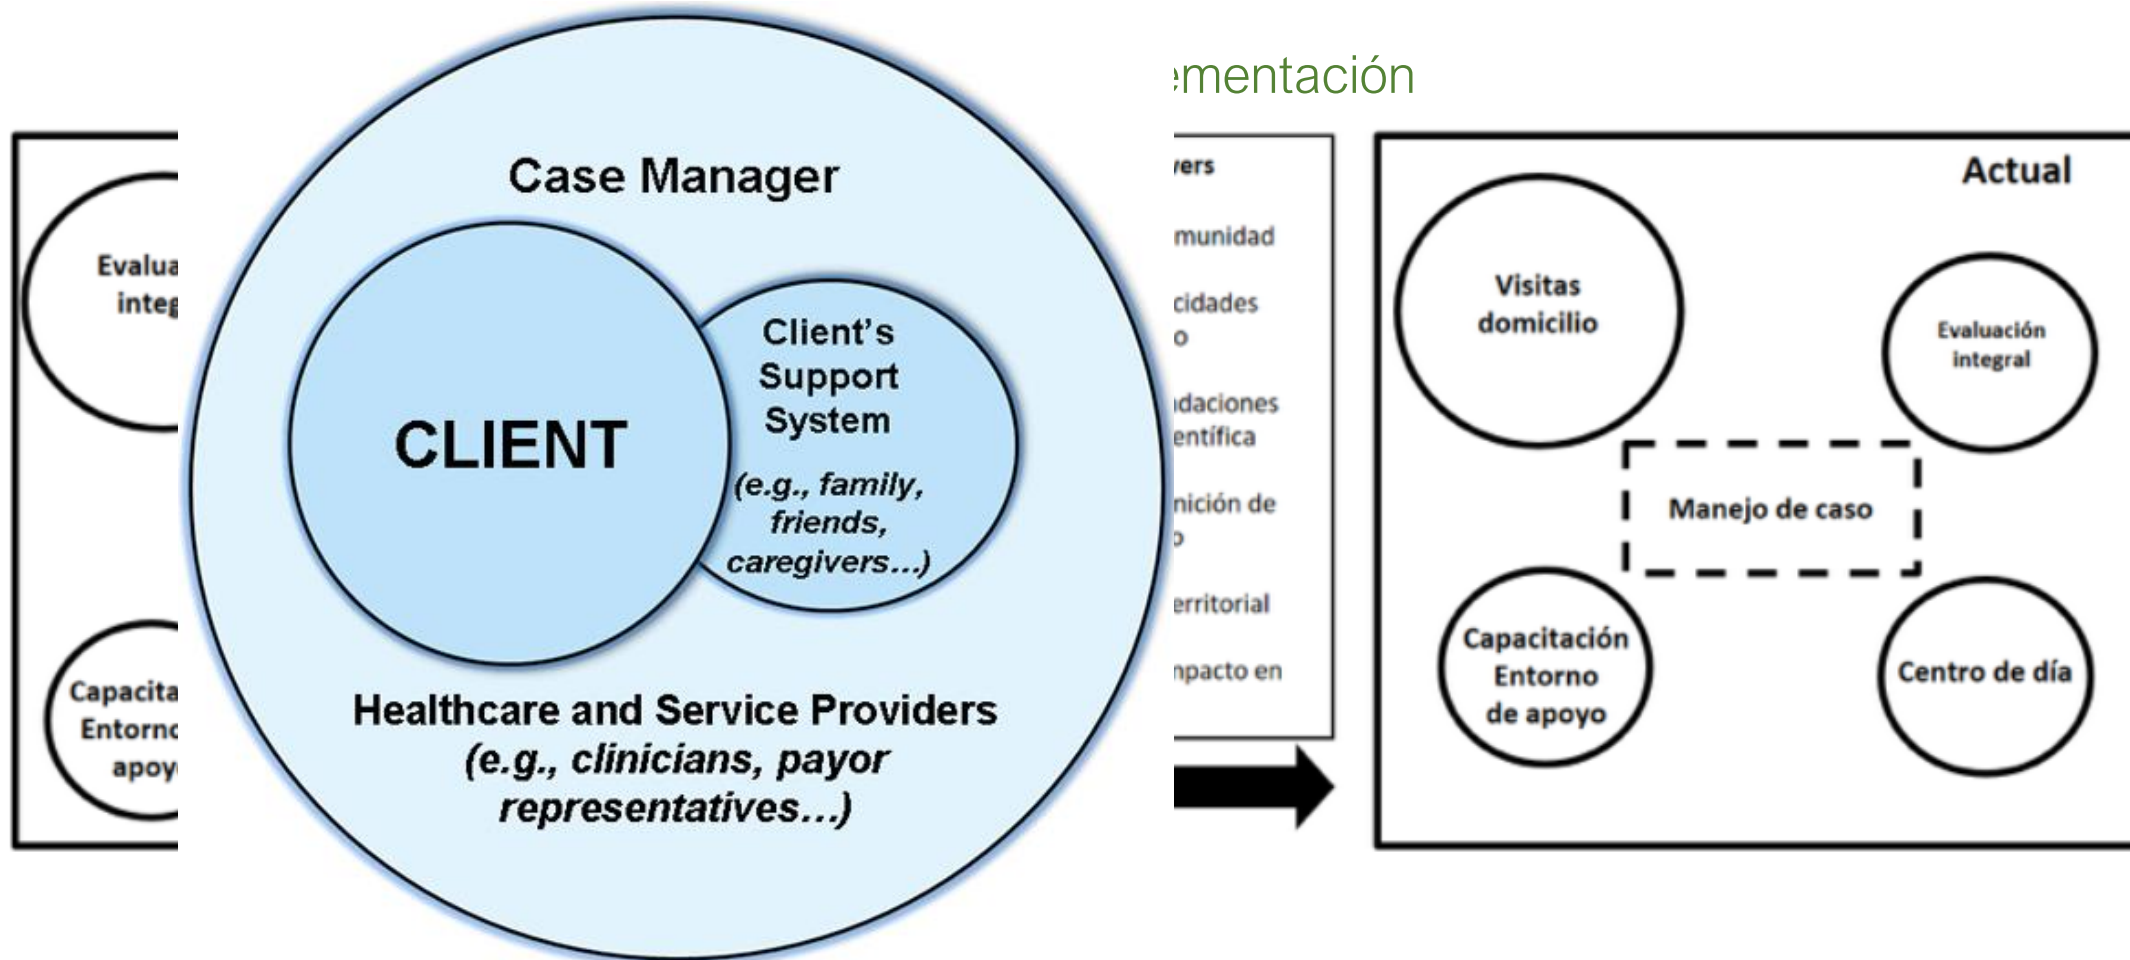 ementación
Evalua
integ
Capacita
Entorno
apoy
Case Manager
CLIENT
Client's
Support
System
(e.g., family,
friends,
caregivers...)
Healthcare and Service Providers
(e.g., clinicians, payor
representatives...)
vers
munidad
cidades
o
daciones
entífica
nición de
o
erritorial
mpacto en
Actual
Visitas
domicilio
Evaluación
integral
Manejo de caso
Capacitación
Entorno
de apoyo
Centro de día